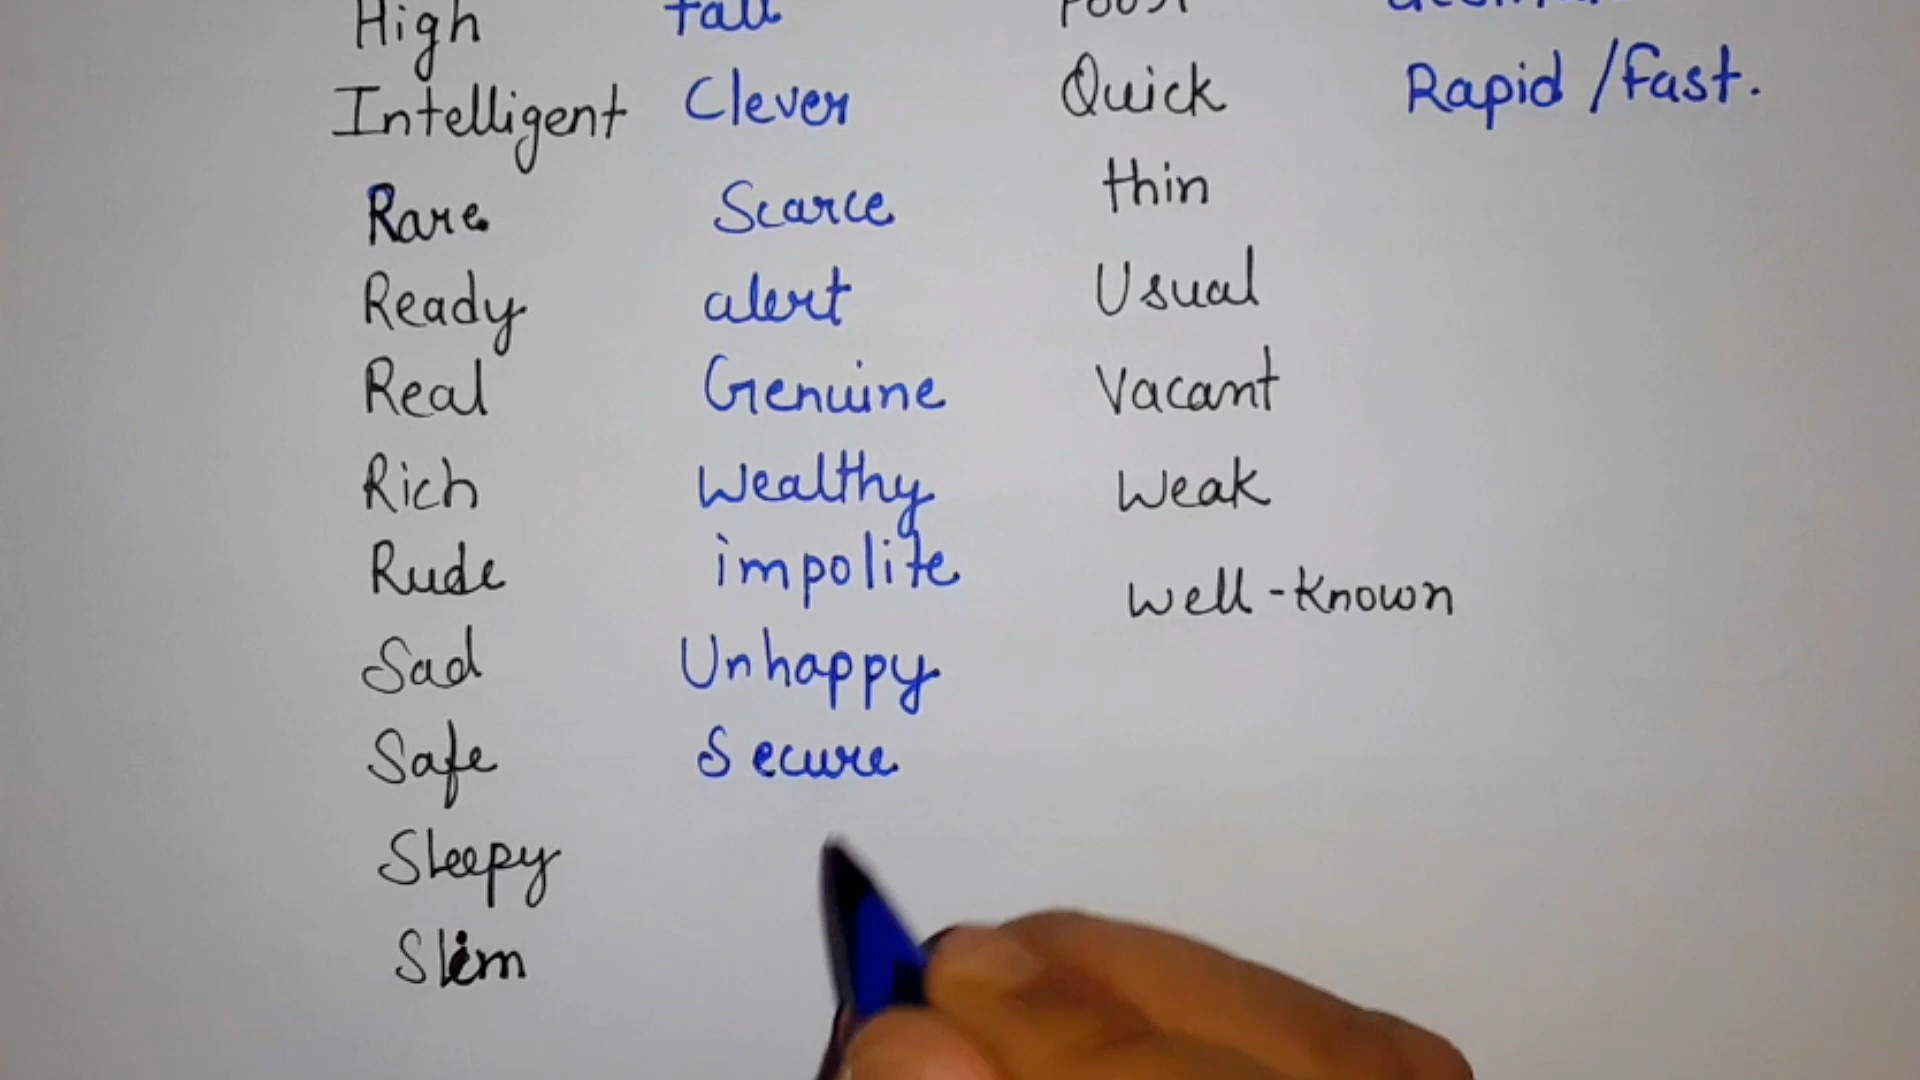 High Tall
Intelligent Clever Quick Rapid / Fast.
Rare Scarce thin
Ready alert Usual
Real Genuine Vacant
Rich Wealthy Weak
Rude impolite Well-Known
Sad Unhappy
Safe Secure
Sleepy
Slim